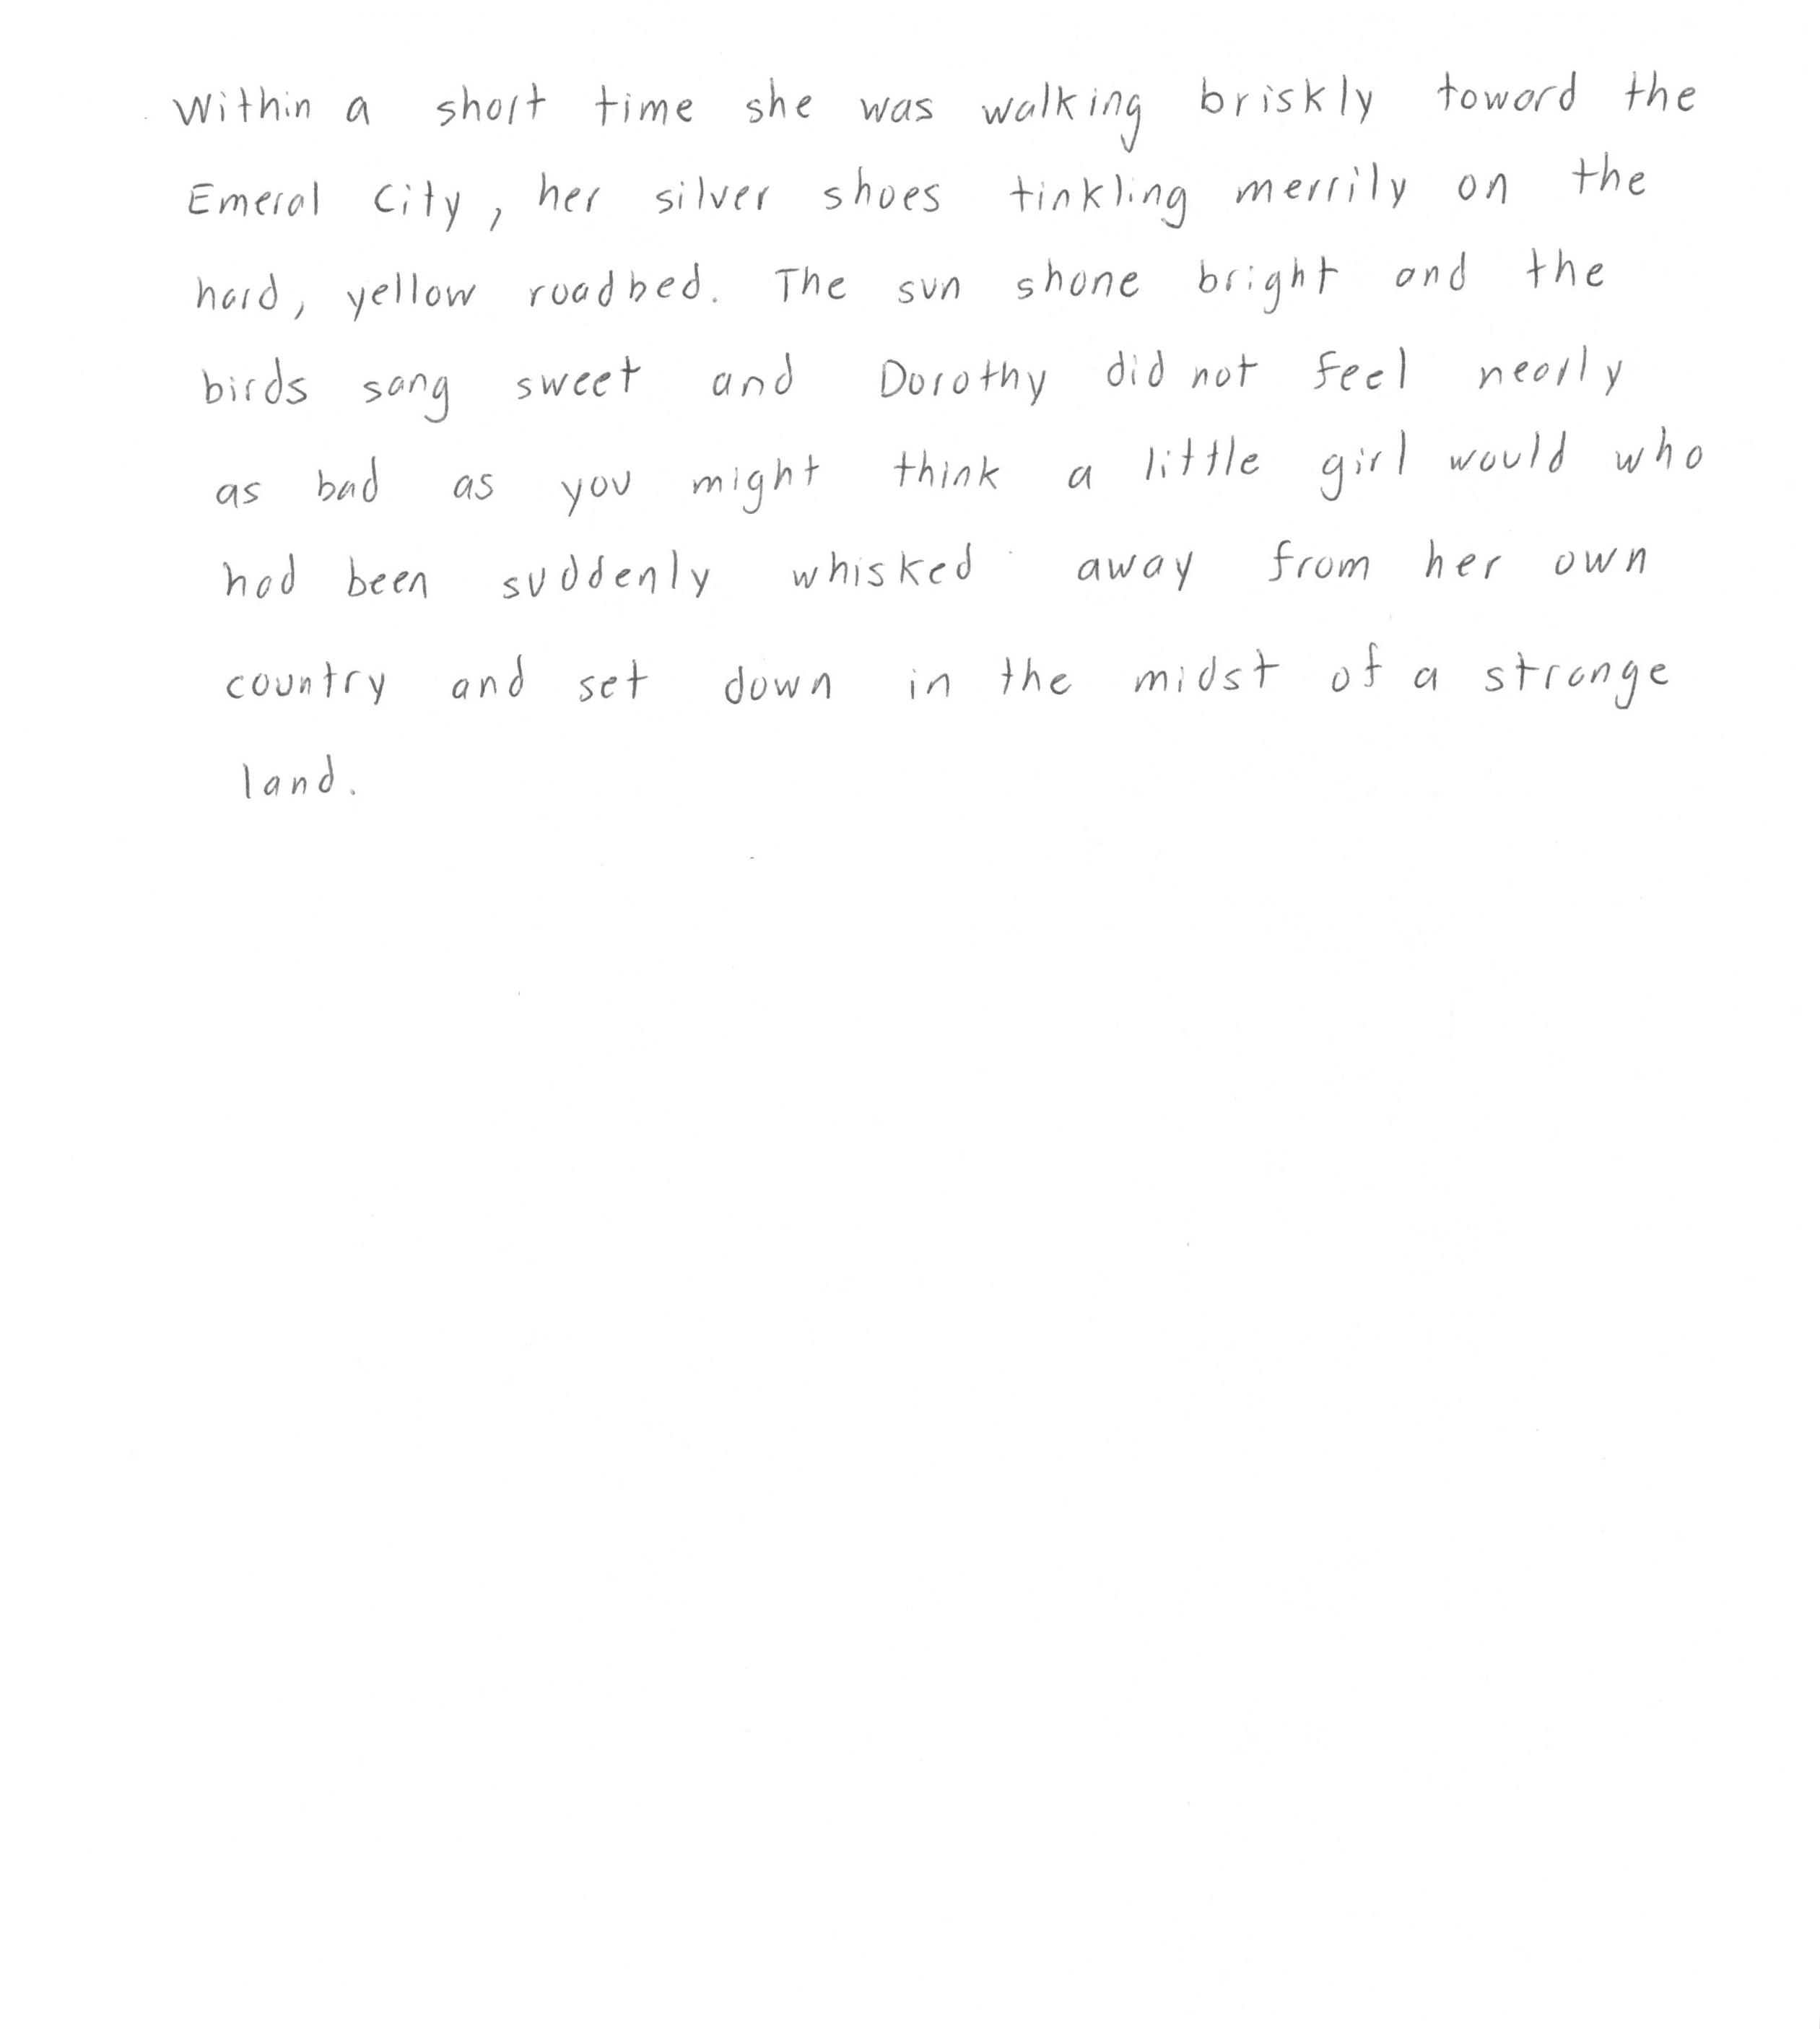 Within a short time she was walking briskly toward the
Emeral City, her silver shoes tinkling merrily on the
hard, yellow roadbed. The sun shone bright and the
birds sang sweet and Dorothy did not feel nearly
as bad as you might think a little girl would who
had been suddenly whisked away from her own
country and set down in the midst of a strange
land.